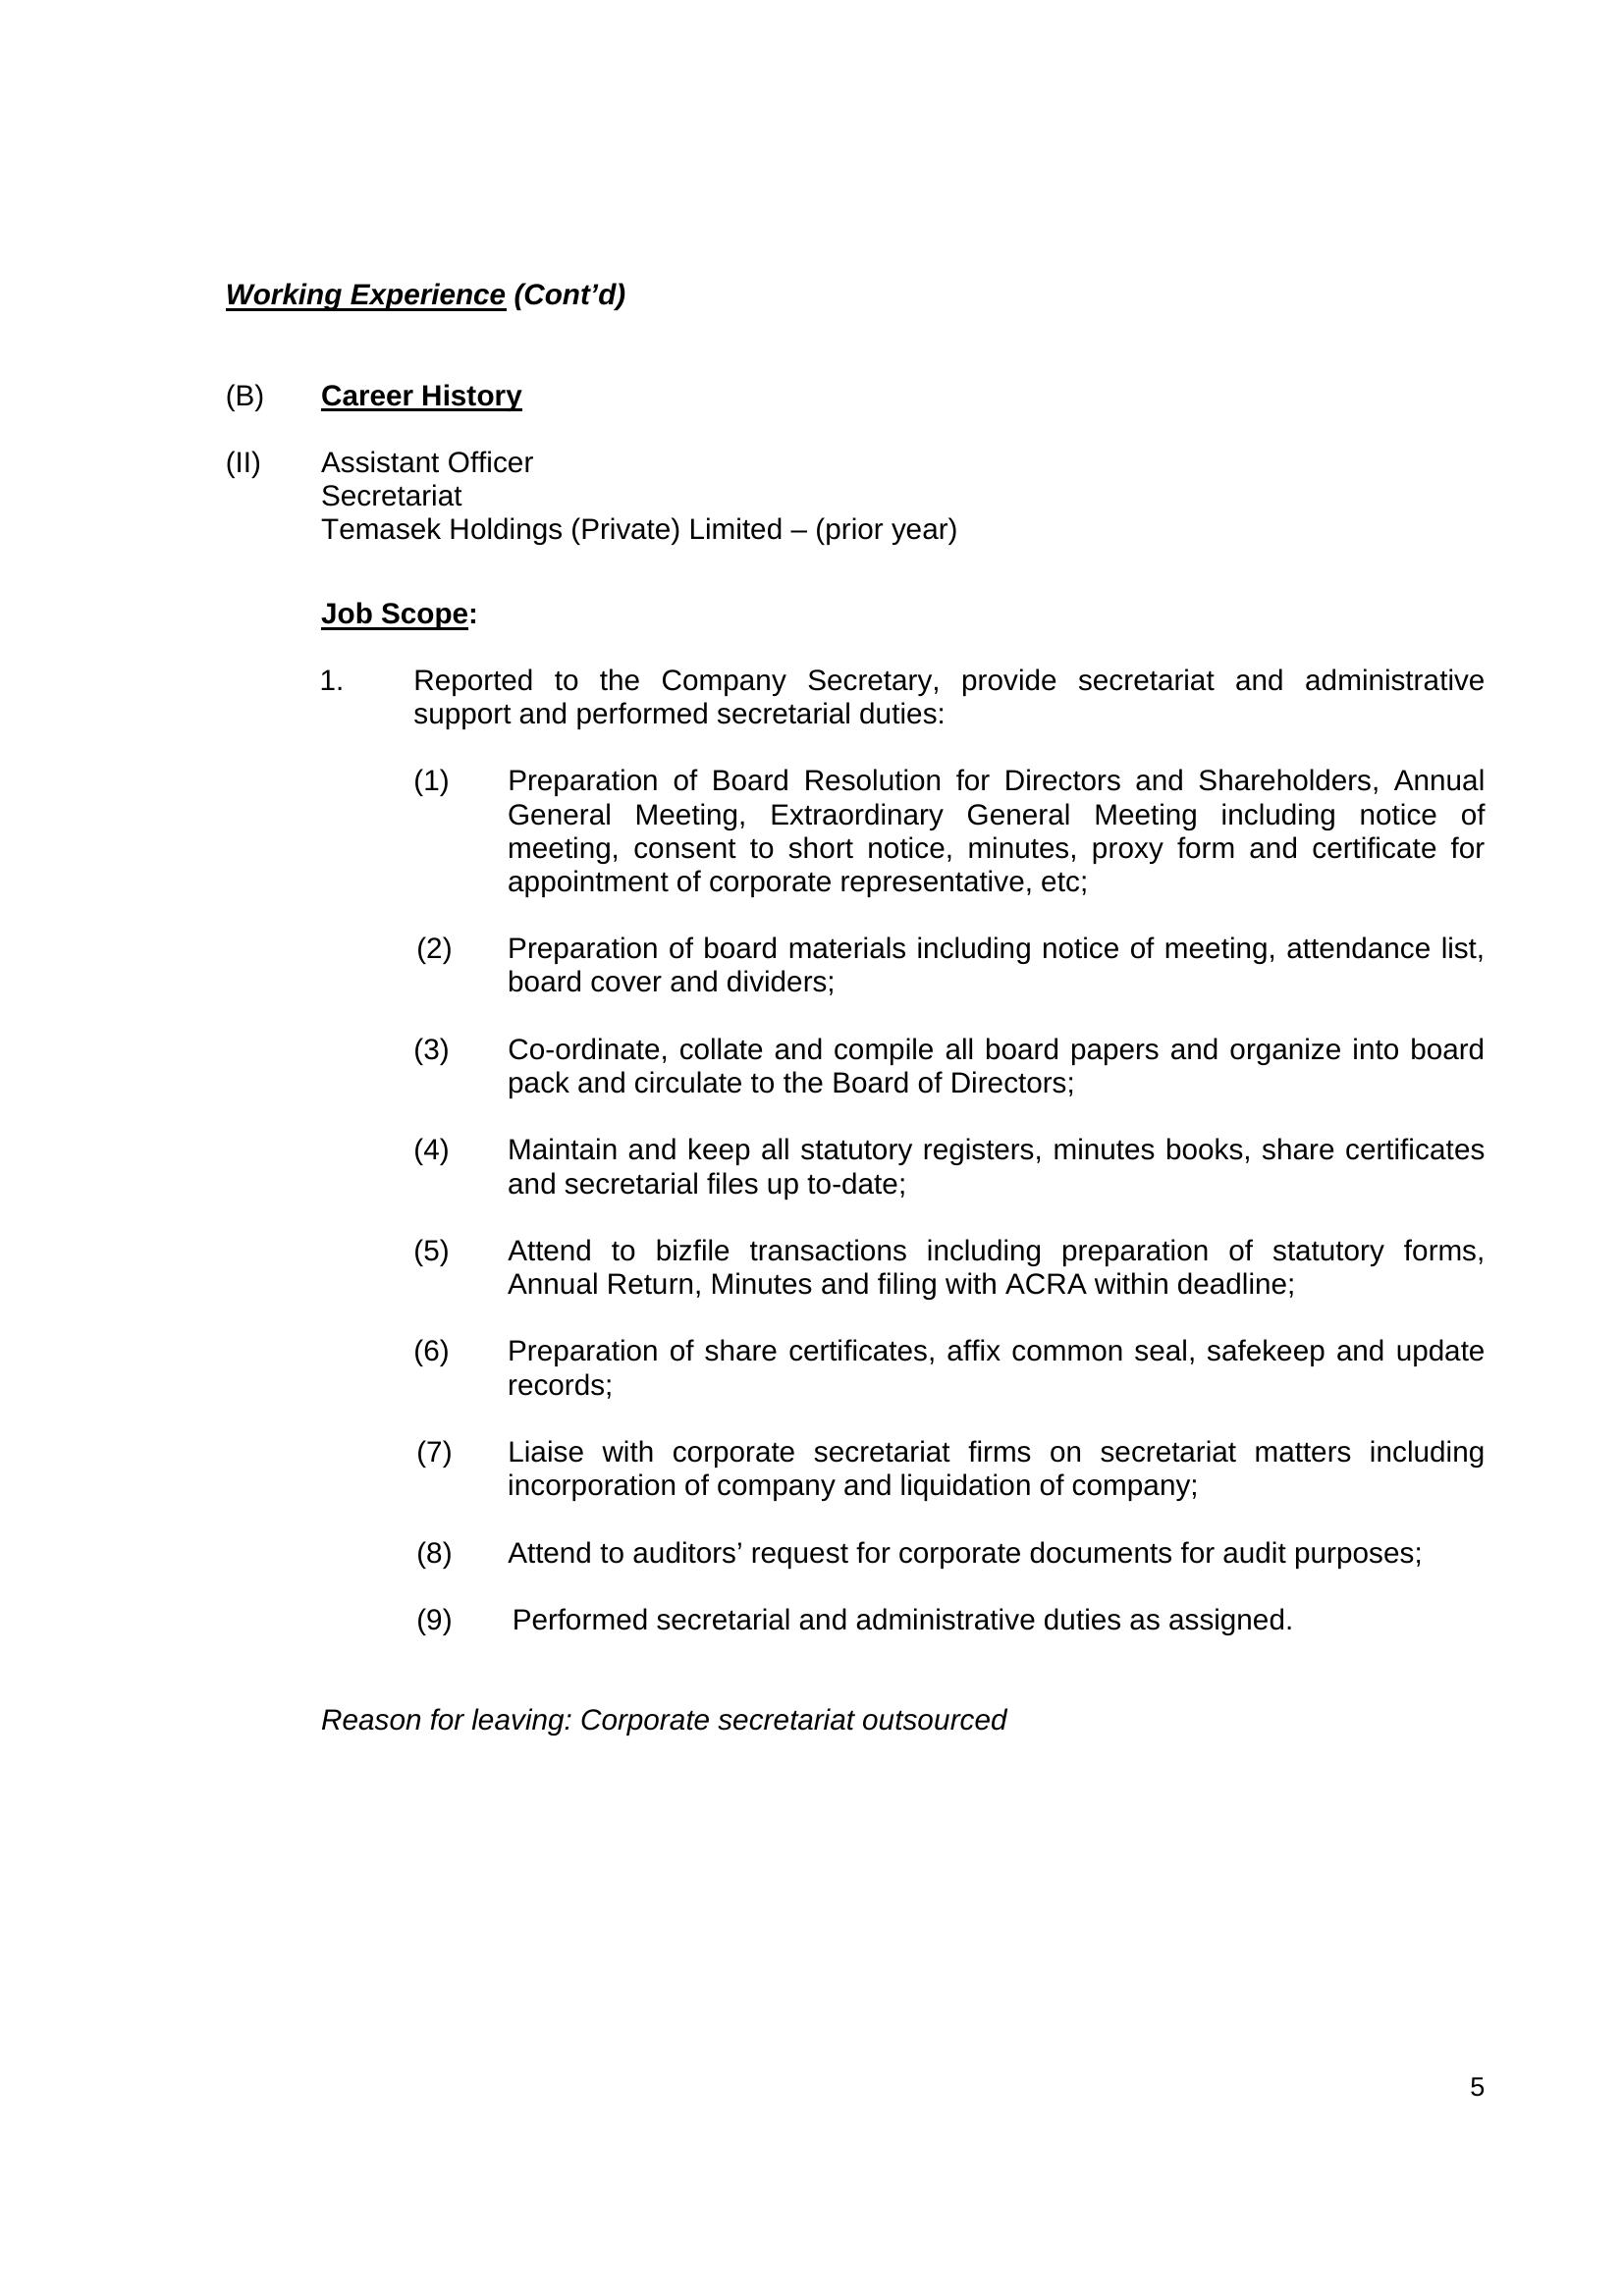 Working Experience (Cont’d)
(B) Career History
(II) Assistant Officer
Secretariat
Temasek Holdings (Private) Limited – (prior year)
Job Scope:
1. Reported to the Company Secretary, provide secretariat and administrative
support and performed secretarial duties:
(1) Preparation of Board Resolution for Directors and Shareholders, Annual
General Meeting, Extraordinary General Meeting including notice of
meeting, consent to short notice, minutes, proxy form and certificate for
appointment of corporate representative, etc;
(2) Preparation of board materials including notice of meeting, attendance list,
board cover and dividers;
(3) Co-ordinate, collate and compile all board papers and organize into board
pack and circulate to the Board of Directors;
(4) Maintain and keep all statutory registers, minutes books, share certificates
and secretarial files up to-date;
(5) Attend to bizfile transactions including preparation of statutory forms,
Annual Return, Minutes and filing with ACRA within deadline;
(6) Preparation of share certificates, affix common seal, safekeep and update
records;
(7) Liaise with corporate secretariat firms on secretariat matters including
incorporation of company and liquidation of company;
(8) Attend to auditors’ request for corporate documents for audit purposes;
(9) Performed secretarial and administrative duties as assigned.
Reason for leaving: Corporate secretariat outsourced
5